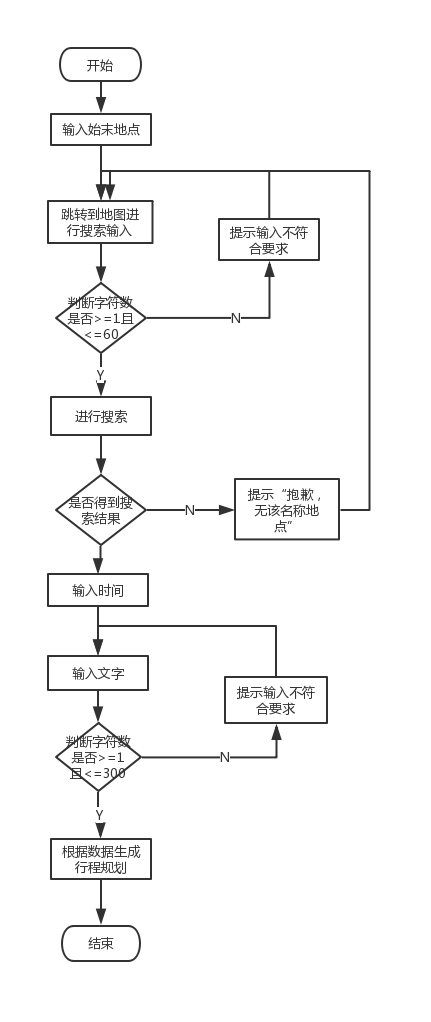 开始
输入始末地点
跳转到地图进
行搜索输入
提示输入不符
合要求
判断字符数
是否>=1且
<=60
N
Y
进行搜索
是否得到搜
索结果
N
提示“抱歉，
无该名称地
点”
输入时间
输入文字
提示输入不符
合要求
判断字符数
是否>=1
且<=300
N
Y
根据数据生成
行程规划
结束